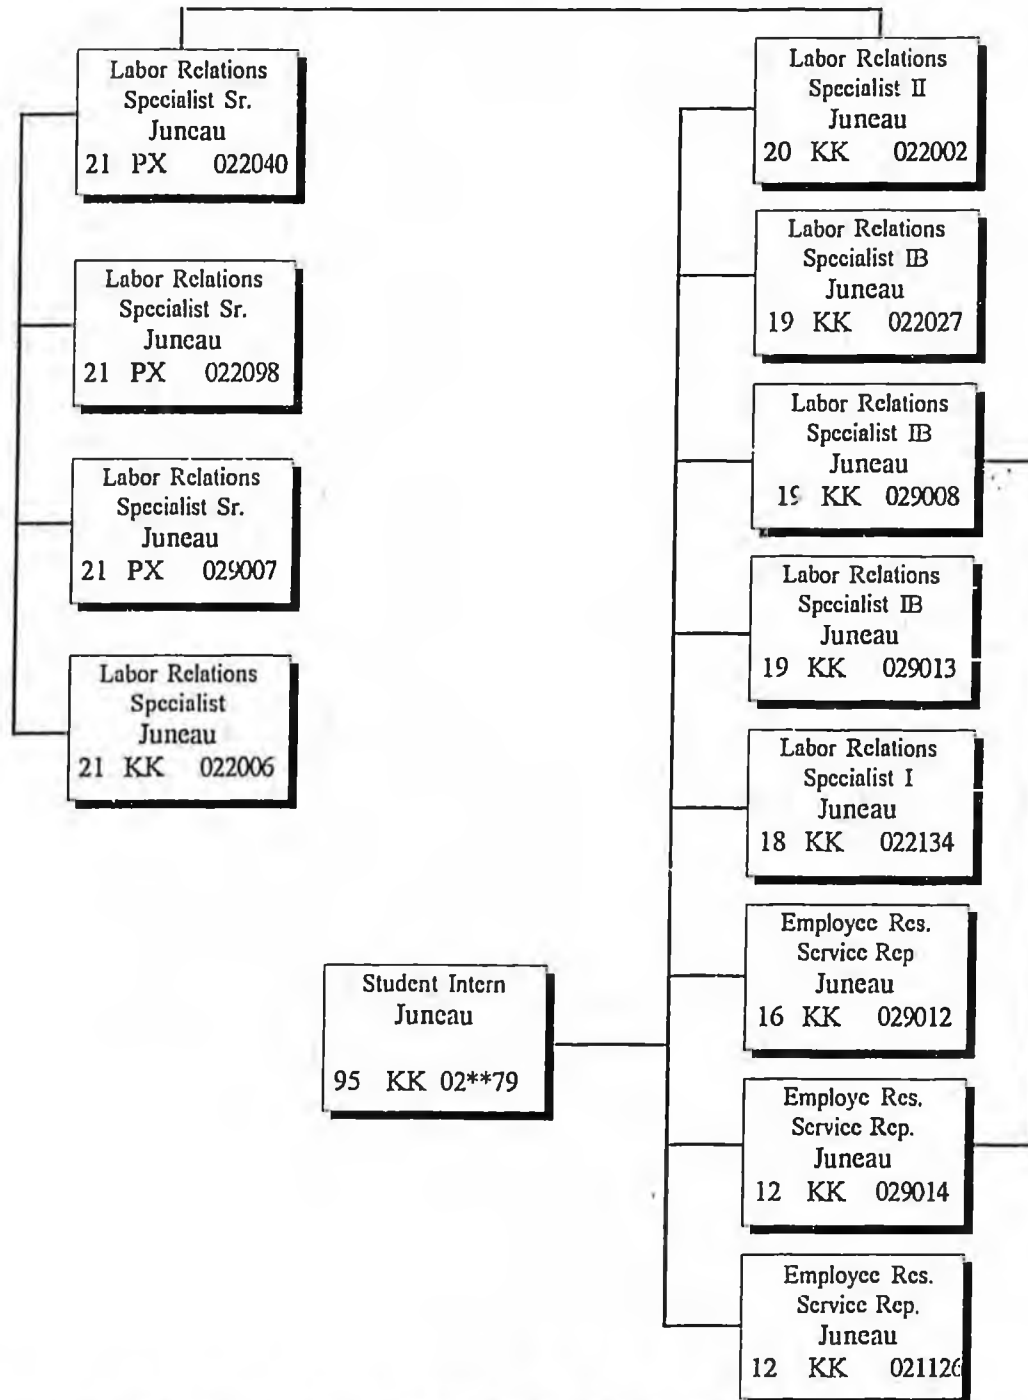 Labor Relations
Specialist Sr.
Juneau
21 PX 022040
Labor Relations
Specialist Sr.
Juneau
21 PX 022098
Labor Relations
Specialist Sr.
Juneau
21 PX 029007
Labor Relations
Specialist
Juneau
21 KK 022006
Student Intern
Juneau
95 KK 02**79
Labor Relations
Specialist II
Juneau
20 KK 022002
Labor Relations
Specialist IB
Juneau
19 KK 022027
Labor Relations
Specialist IB
Juneau
19 KK 029008
Labor Relations
Specialist IB
Juneau
19 KK 029013
Labor Relations
Specialist I
Juneau
18 KK 022134
Employee Res.
Service Rep
Juneau
16 KK 029012
Employe Res.
Service Rep.
Juneau
12 KK 029014
Employee Res.
Service Rep.
Juneau
12 KK 021126